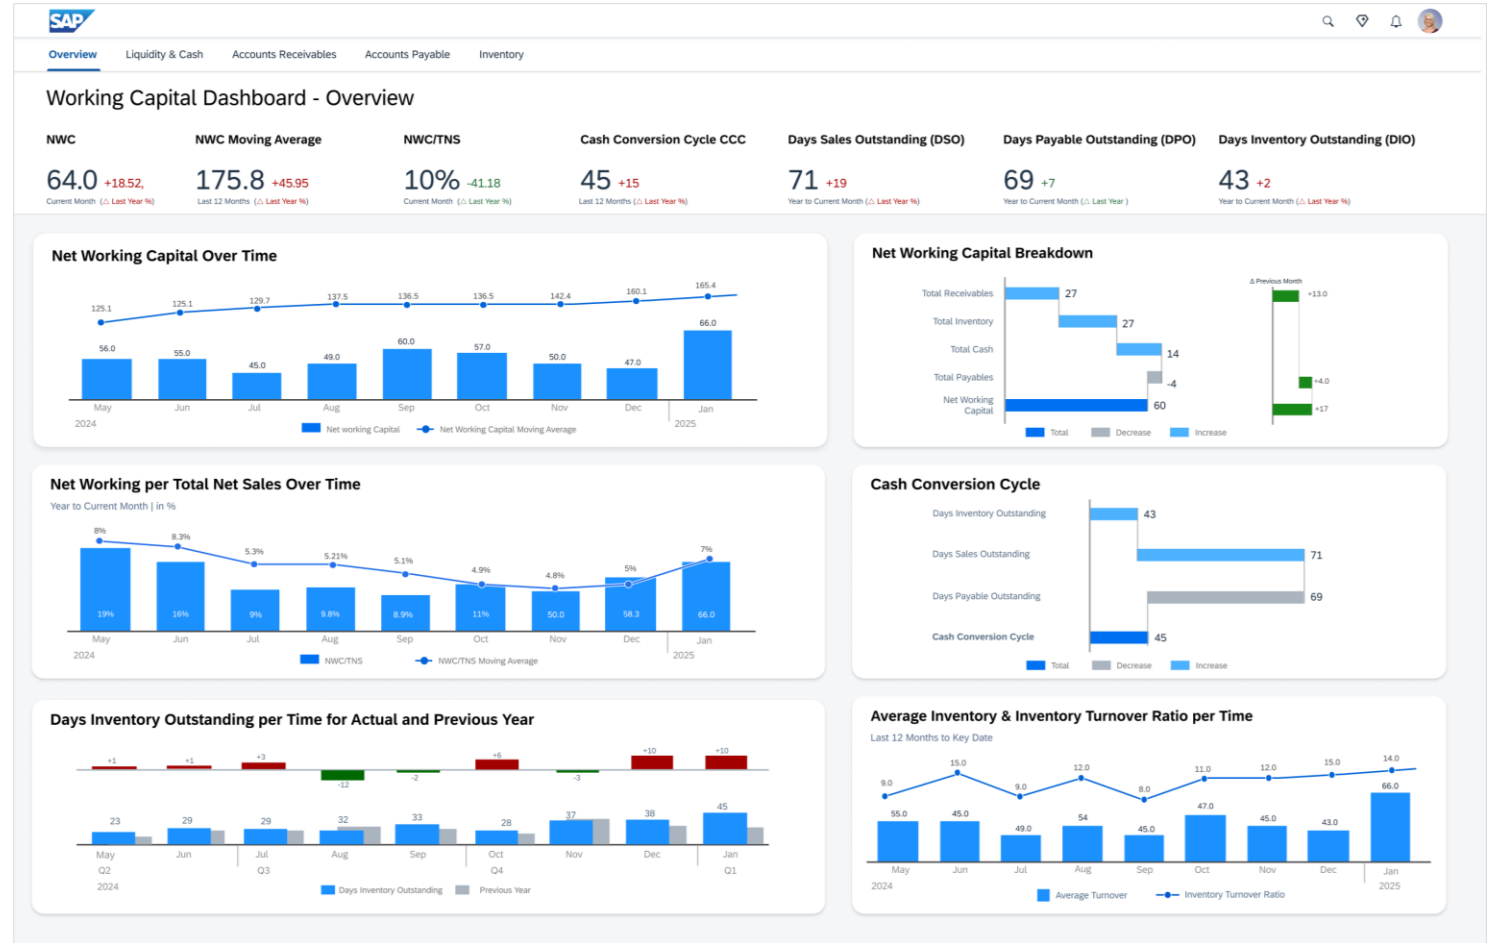 SAP
Overview Liquidity & Cash Accounts Receivables Accounts Payable Inventory
Working Capital Dashboard - Overview
NWC NWC Moving Average NWC/TNS Cash Conversion Cycle CCC Days Sales Outstanding (DSO) Days Payable Outstanding (DPO) Days Inventory Outstanding (DIO)
64.0 +18.52, 175.8 +45.95 10% -41.18 45 +15 71 +19 69 +7 43 +2
Current Month (△ Last Year %) Last 12 Months (△ Last Year %) Current Month (△ Last Year %) Last 12 Months (△ Last Year %) Year to Current Month (△ Last Year %) Year to Current Month (△ Last Year ) Year to Current Month (△ Last Year %)
Net Working Capital Over Time
125.1 125.1 129.7 137.5 136.5 136.5 142.4 160.1 165.4
56.0 55.0 45.0 49.0 60.0 57.0 50.0 47.0 66.0
May Jun Jul Aug Sep Oct Nov Dec Jan
2024 2025
Net working Capital Net Working Capital Moving Average
Net Working Capital Breakdown
Δ Previous Month
Total Receivables 27 +13.0
Total Inventory 27
Total Cash 14
Total Payables -4 +4.0
Net Working
Capital 60 +17
Total Decrease Increase
Net Working per Total Net Sales Over Time
Year to Current Month | in %
8% 8.3% 5.3% 5.21% 5.1% 4.9% 4.8% 5% 7%
19% 16% 9% 9.8% 8.9% 11% 50.0 58.3 66.0
May Jun Jul Aug Sep Oct Nov Dec Jan
2024 2025
NWC/TNS NWC/TNS Moving Average
Cash Conversion Cycle
Days Inventory Outstanding 43
Days Sales Outstanding 71
Days Payable Outstanding 69
Cash Conversion Cycle 45
Total Decrease Increase
Days Inventory Outstanding per Time for Actual and Previous Year
+1 +1 +3 -12 -2 +6 -3 +10 +10
23 29 29 32 33 28 37 38 45
May Jun Jul Aug Sep Oct Nov Dec Jan
Q2 Q3 Q4 Q1
2024
Days Inventory Outstanding Previous Year
Average Inventory & Inventory Turnover Ratio per Time
Last 12 Months to Key Date
9.0 15.0 9.0 12.0 8.0 11.0 12.0 15.0 14.0
55.0 45.0 49.0 54 45.0 47.0 45.0 43.0 66.0
May Jun Jul Aug Sep Oct Nov Dec Jan
2024 2025
Average Turnover Inventory Turnover Ratio